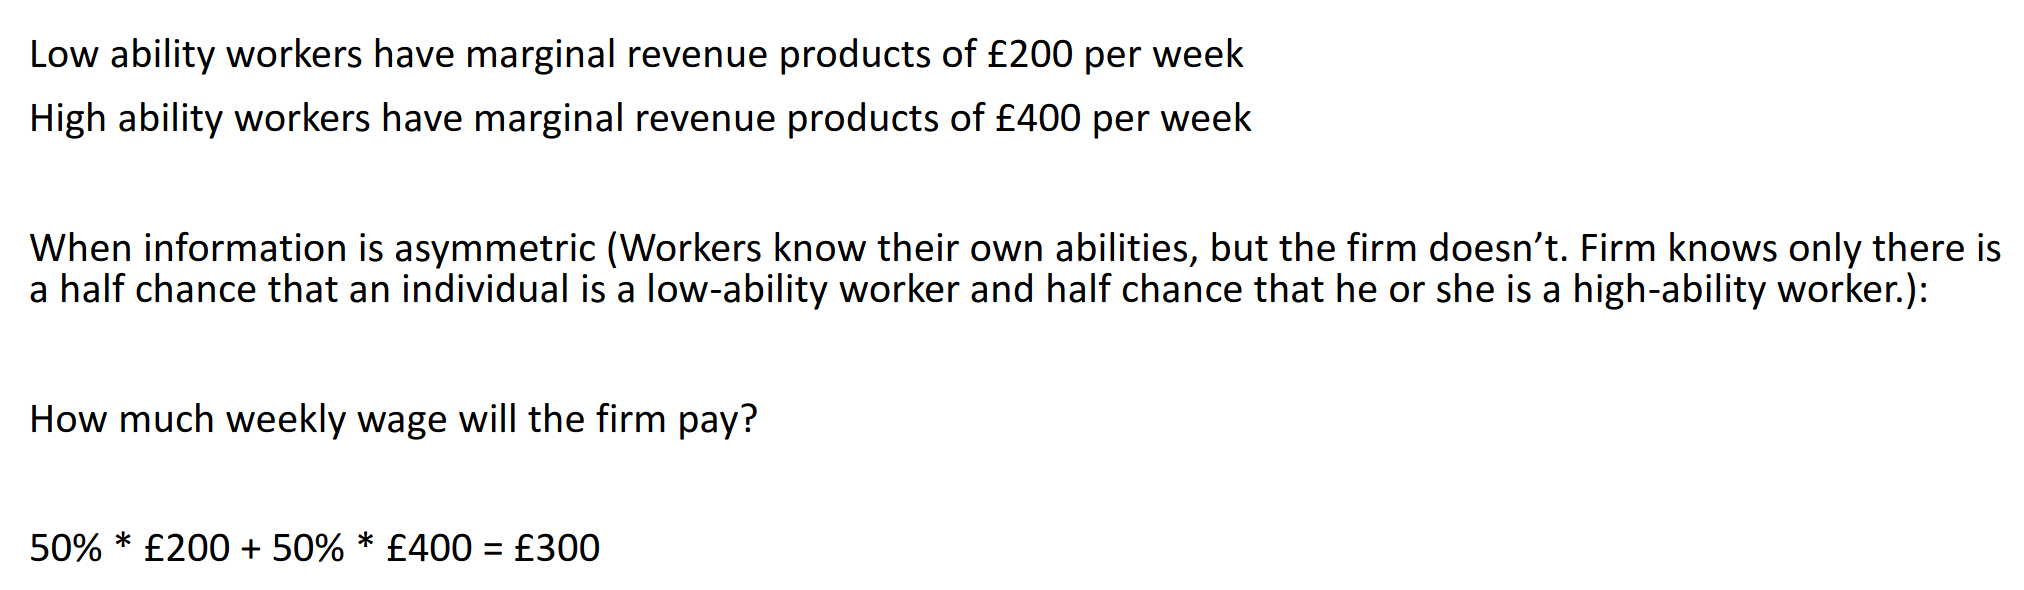 Low ability workers have marginal revenue products of £200 per week
High ability workers have marginal revenue products of £400 per week
When information is asymmetric (Workers know their own abilities, but the firm doesn’t. Firm knows only there is
a half chance that an individual is a low-ability worker and half chance that he or she is a high-ability worker.):
How much weekly wage will the firm pay?
50% * £200 + 50% * £400 = £300